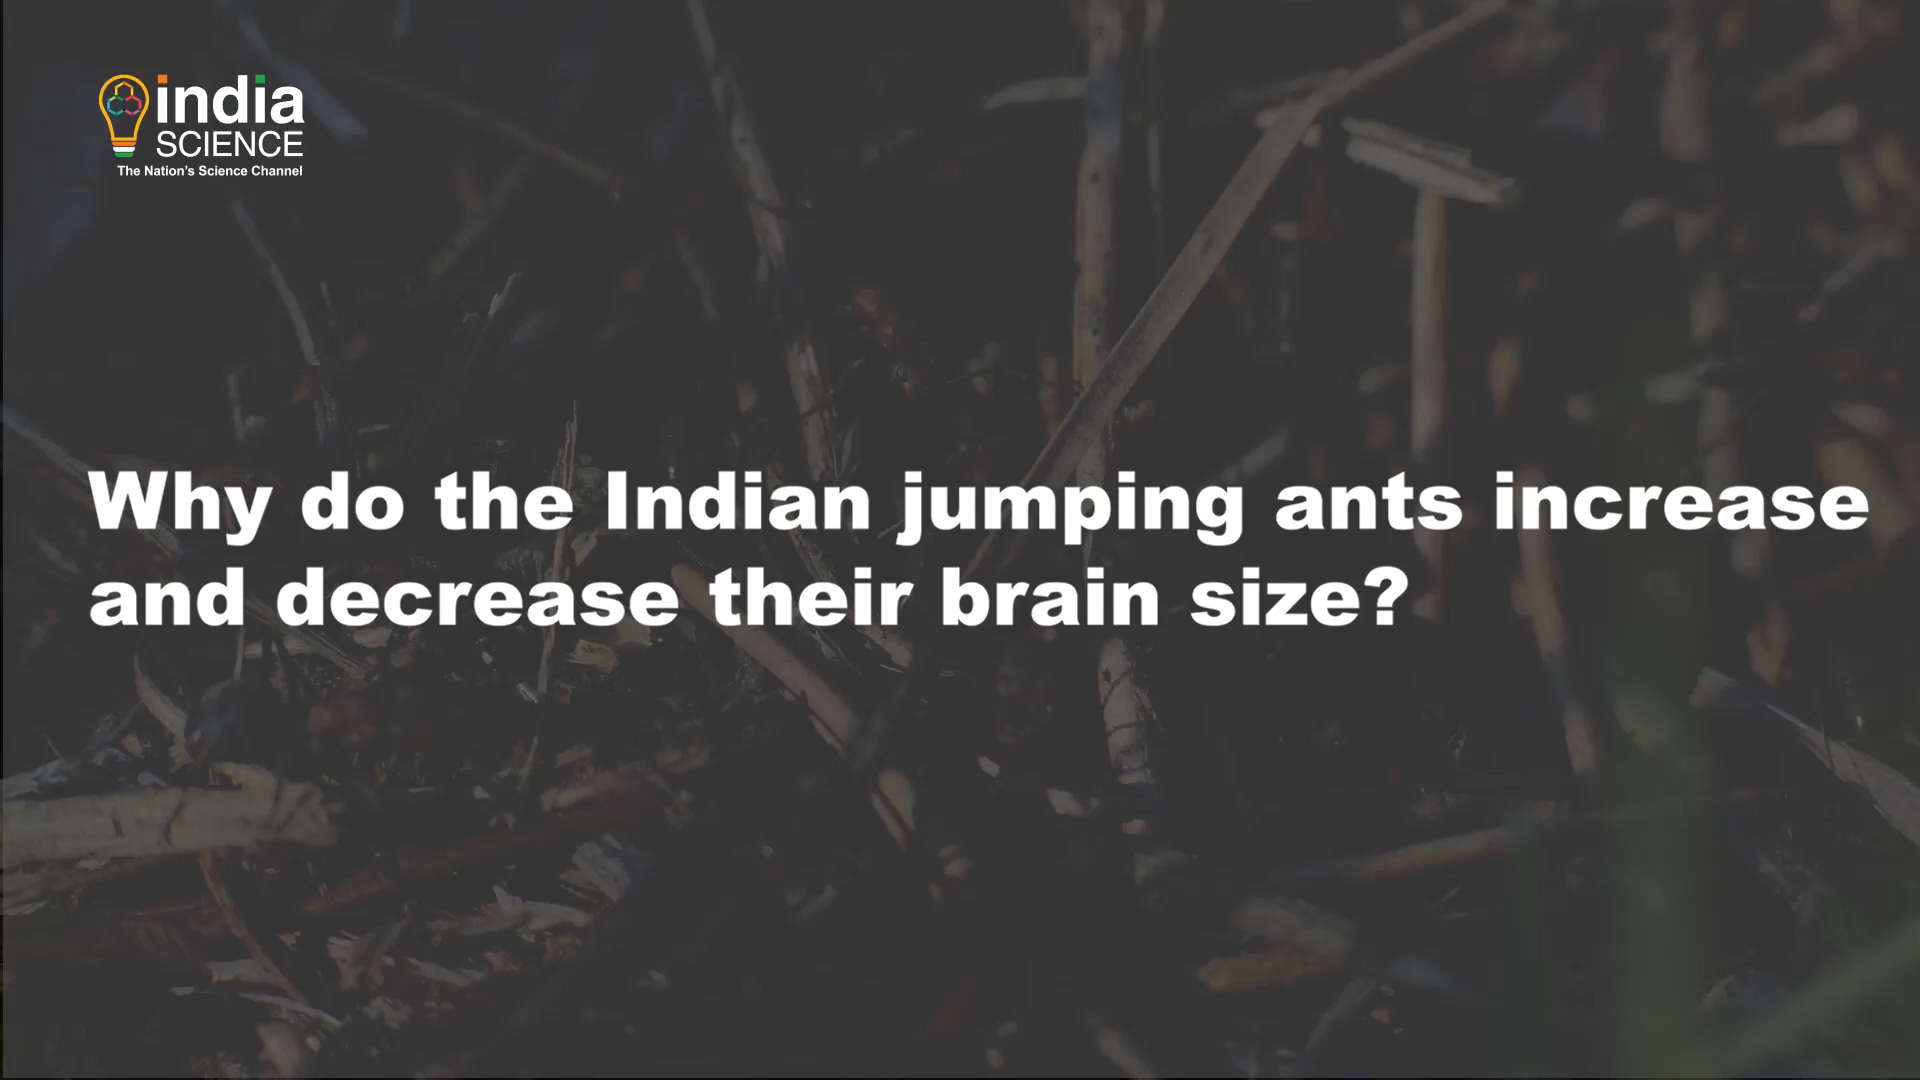 india
SCIENCE
The Nation's Science Channel
Why do the Indian jumping ants increase
and decrease their brain size?